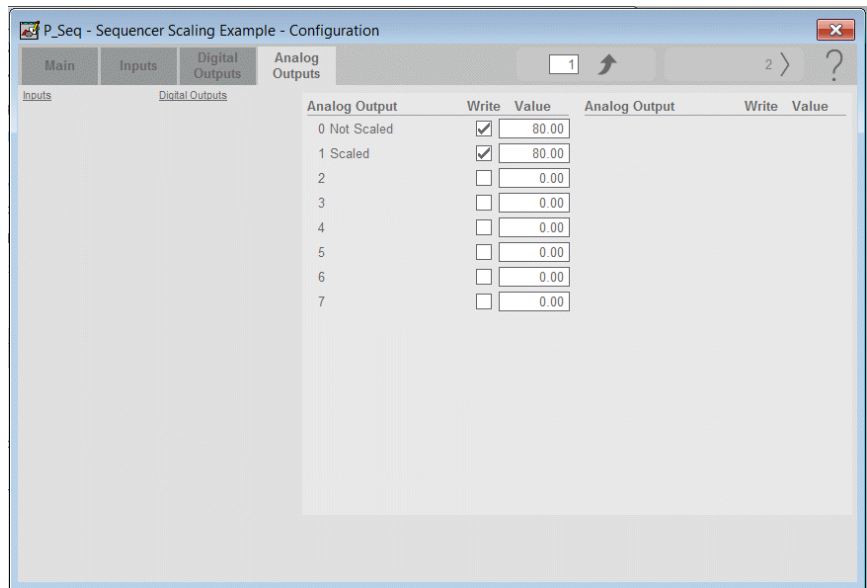 P_Seq - Sequencer Scaling Example - Configuration
Main Inputs Digital Outputs Analog Outputs 1 2 ?
Inputs Digital Outputs
Analog Output Write Value Analog Output Write Value
0 Not Scaled 80.00
1 Scaled 80.00
2 0.00
3 0.00
4 0.00
5 0.00
6 0.00
7 0.00